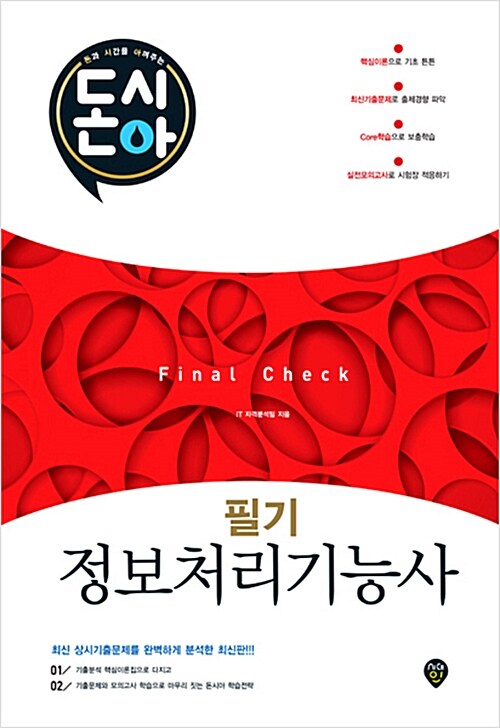 돈과 시간을 아껴주는
돈시아
핵심이론으로 기초 튼튼
최신기출문제로 출제경향 파악
Core학습으로 보충학습
실전모의고사로 시험장 적응하기
Final Check
IT 자격분석팀 지음
필기
정보처리기능사
최신 상시기출문제를 완벽하게 분석한 최신판!!!
01/ 기출분석 핵심이론집으로 다지고
02/ 기출문제와 모의고사 학습으로 마무리 짓는 돈시아 학습전략
시대